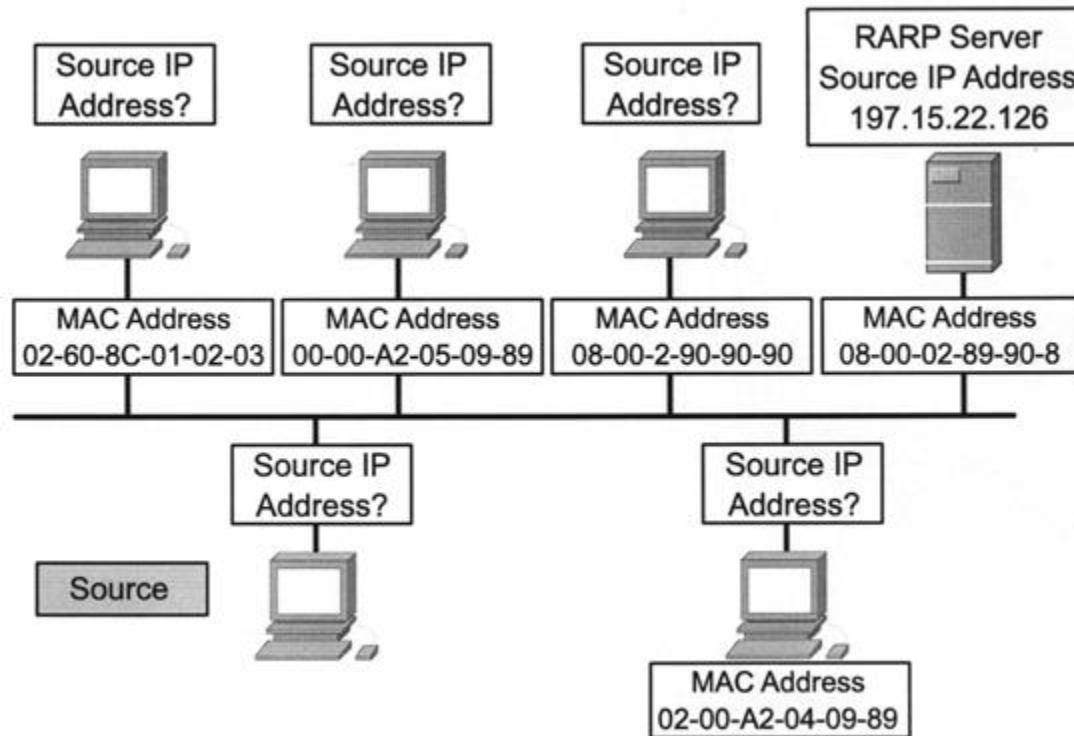 Source IP
Address?
Source IP
Address?
Source IP
Address?
RARP Server
Source IP Address
197.15.22.126
MAC Address
02-60-8C-01-02-03
MAC Address
00-00-A2-05-09-89
MAC Address
08-00-2-90-90-90
MAC Address
08-00-02-89-90-8
Source IP
Address?
Source IP
Address?
Source
MAC Address
02-00-A2-04-09-89